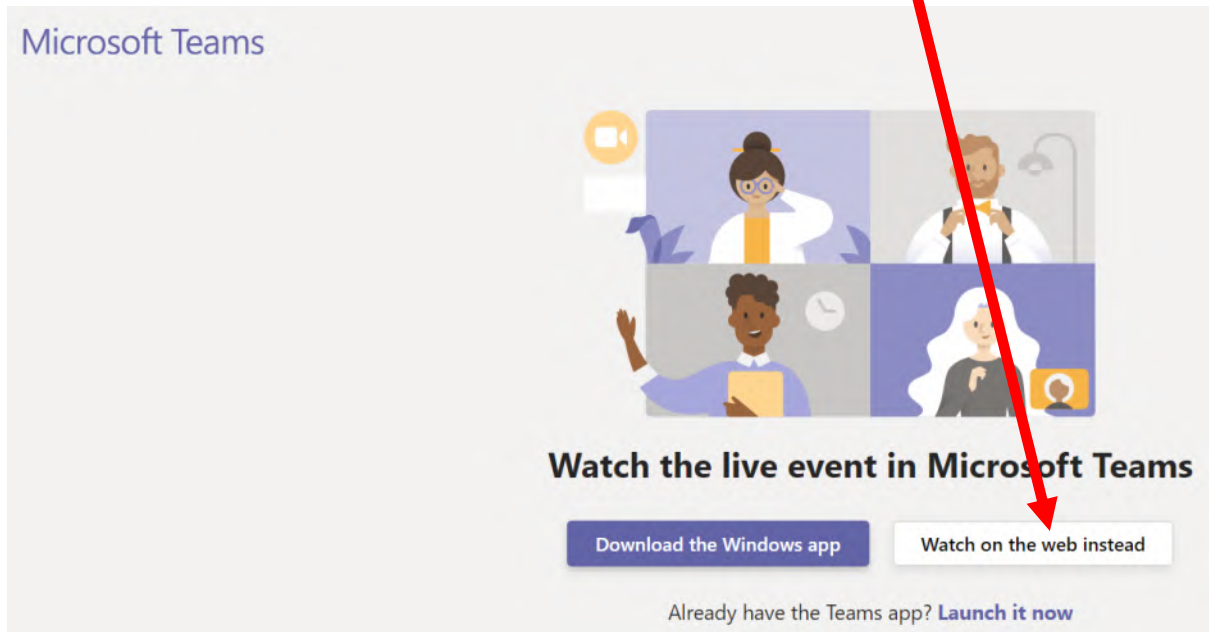 Microsoft Teams
Watch the live event in Microsoft Teams
Download the Windows app
Watch on the web instead
Already have the Teams app? Launch it now